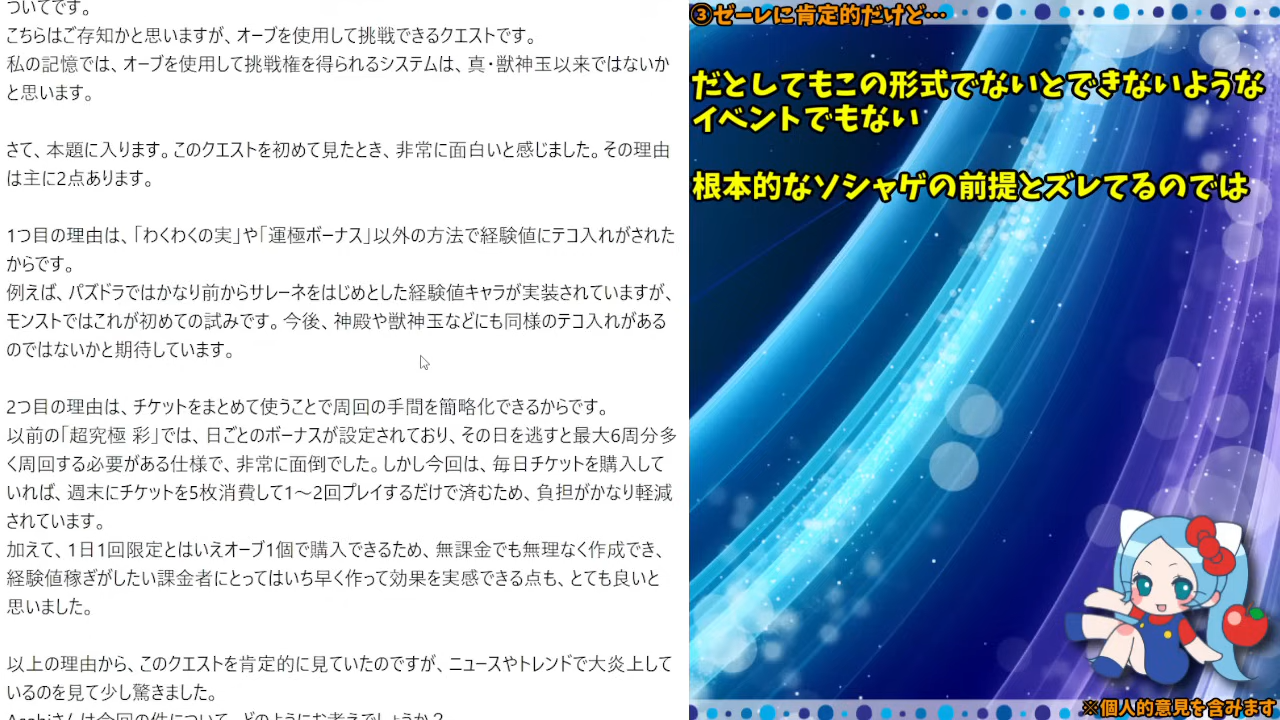 ついてです。
こちらはご存知かと思いますが、オーブを使用して挑戦できるクエストです。
私の記憶では、オーブを使用して挑戦権を得られるシステムは、真・獣神玉以来ではないか
と思います。
さて、本題に入ります。このクエストを初めて見たとき、非常に面白いと感じました。その理由
は主に2点あります。
1つ目の理由は、「わくわくの実」や「運極ボーナス」以外の方法で経験値にテコ入れがされた
からです。
例えば、パズドラではかなり前からサレーネをはじめとした経験値キャラが実装されていますが、
モンストではこれが初めての試みです。今後、神殿や獣神玉などにも同様のテコ入れがある
のではないかと期待しています。
2つ目の理由は、チケットをまとめて使うことで周回の手間を簡略化できるからです。
以前の「超究極 彩」では、日ごとのボーナスが設定されており、その日を逃すと最大6周分多
く周回する必要がある仕様で、非常に面倒でした。しかし今回は、毎日チケットを購入して
いれば、週末にチケットを5枚消費して1～2回プレイするだけで済むため、負担がかなり軽減
されています。
加えて、1日1回限定とはいえオーブ1個で購入できるため、無課金でも無理なく作成でき、
経験値稼ぎがしたい課金者にとってはいち早く作って効果を実感できる点も、とても良いと
思いました。
以上の理由から、このクエストを肯定的に見ていたのですが、ニュースやトレンドで大炎上して
いるのを見て少し驚きました。
Asahiさんは今回の件について、どのようにお考えでしょうか？
③ゼーレに肯定的だけど…
だとしてもこの形式でないとできないような
イベントでもない
根本的なソシャゲの前提とズレてるのでは
※個人的意見を含みます